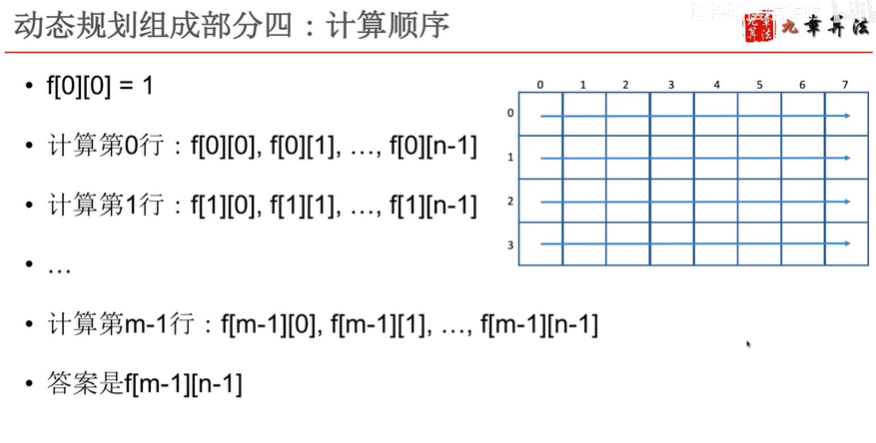 动态规划组成部分四：计算顺序
九章算法
• f[0][0] = 1
• 计算第0行：f[0][0], f[0][1], …, f[0][n-1]
• 计算第1行：f[1][0], f[1][1], …, f[1][n-1]
• …
• 计算第m-1行：f[m-1][0], f[m-1][1], …, f[m-1][n-1]
• 答案是f[m-1][n-1]
0 1 2 3 4 5 6 7
0
1
2
3